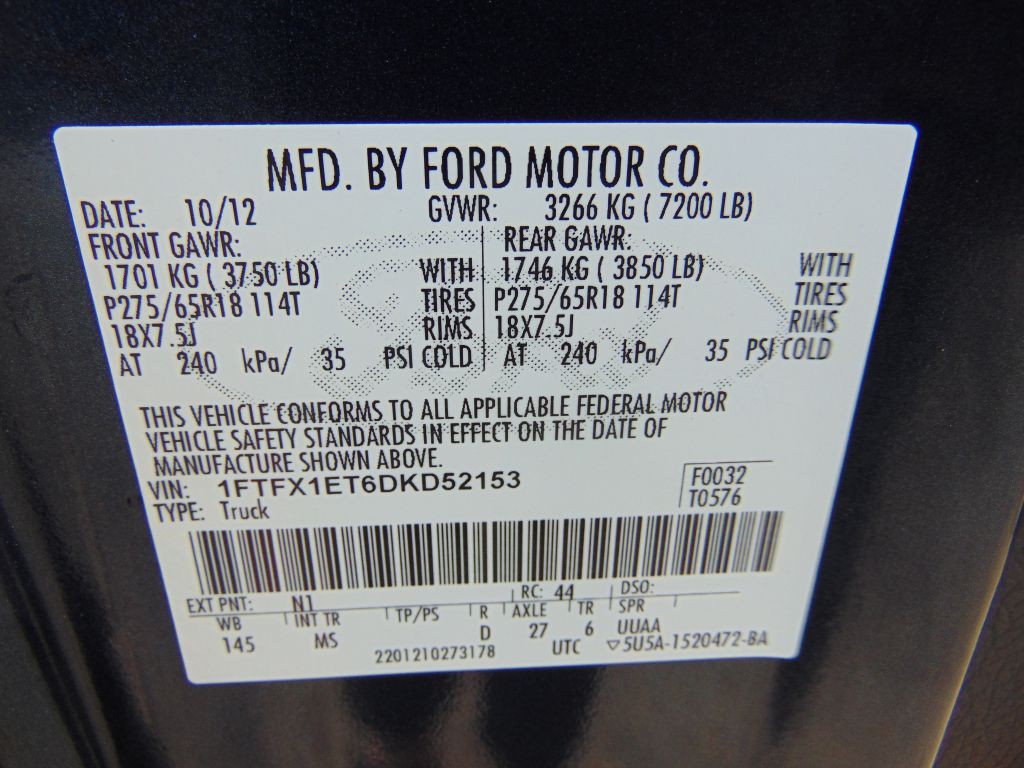 MFD. BY FORD MOTOR CO.
DATE: 10/12 GVWR: 3266 KG ( 7200 LB)
FRONT GAWR: REAR GAWR:
1701 KG ( 3750 LB) WITH 1746 KG ( 3850 LB) WITH
P275/65R18 114T TIRES P275/65R18 114T TIRES
18X7.5J RIMS 18X7.5J RIMS
AT 240 kPa/ 35 PSI COLD AT 240 kPa/ 35 PSI COLD
THIS VEHICLE CONFORMS TO ALL APPLICABLE FEDERAL MOTOR
VEHICLE SAFETY STANDARDS IN EFFECT ON THE DATE OF
MANUFACTURE SHOWN ABOVE.
VIN: 1FTFX1ET6DKD52153 F0032
TYPE: Truck T0576
EXT PNT: N1 RC: 44 DSO:
WB INT TR TP/PS R AXLE TR SPR
145 MS D 27 6 UUAA
2201210273178 UTC ▽5U5A-1520472-BA